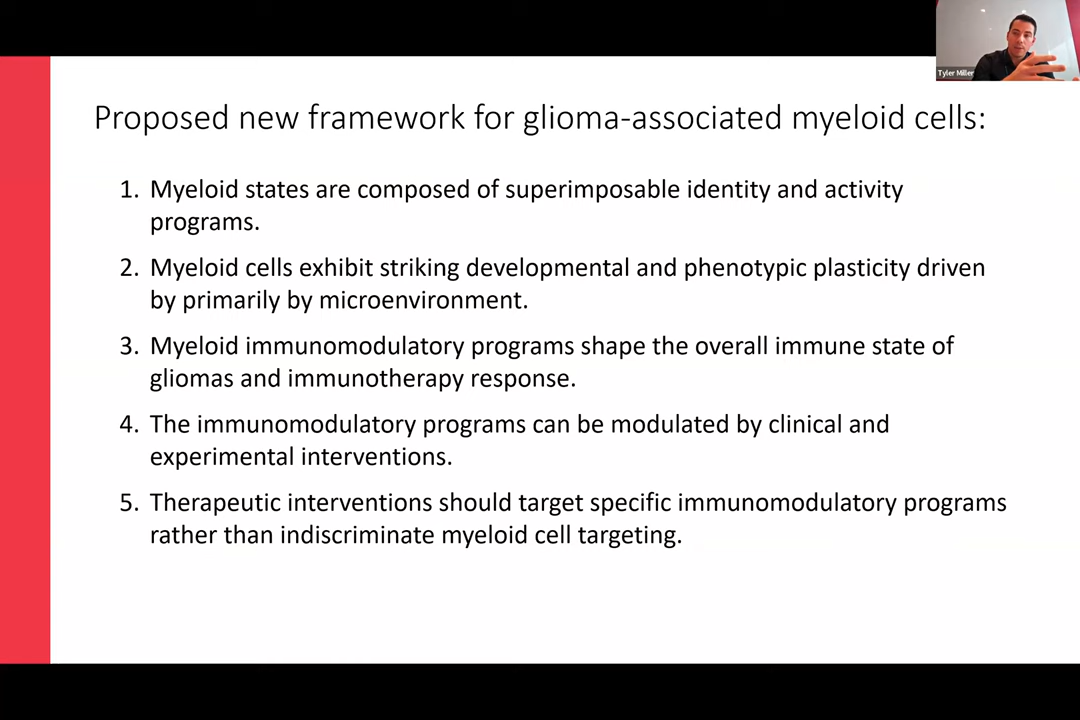 Tyler Miller
Proposed new framework for glioma-associated myeloid cells:
1. Myeloid states are composed of superimposable identity and activity
programs.
2. Myeloid cells exhibit striking developmental and phenotypic plasticity driven
by primarily by microenvironment.
3. Myeloid immunomodulatory programs shape the overall immune state of
gliomas and immunotherapy response.
4. The immunomodulatory programs can be modulated by clinical and
experimental interventions.
5. Therapeutic interventions should target specific immunomodulatory programs
rather than indiscriminate myeloid cell targeting.